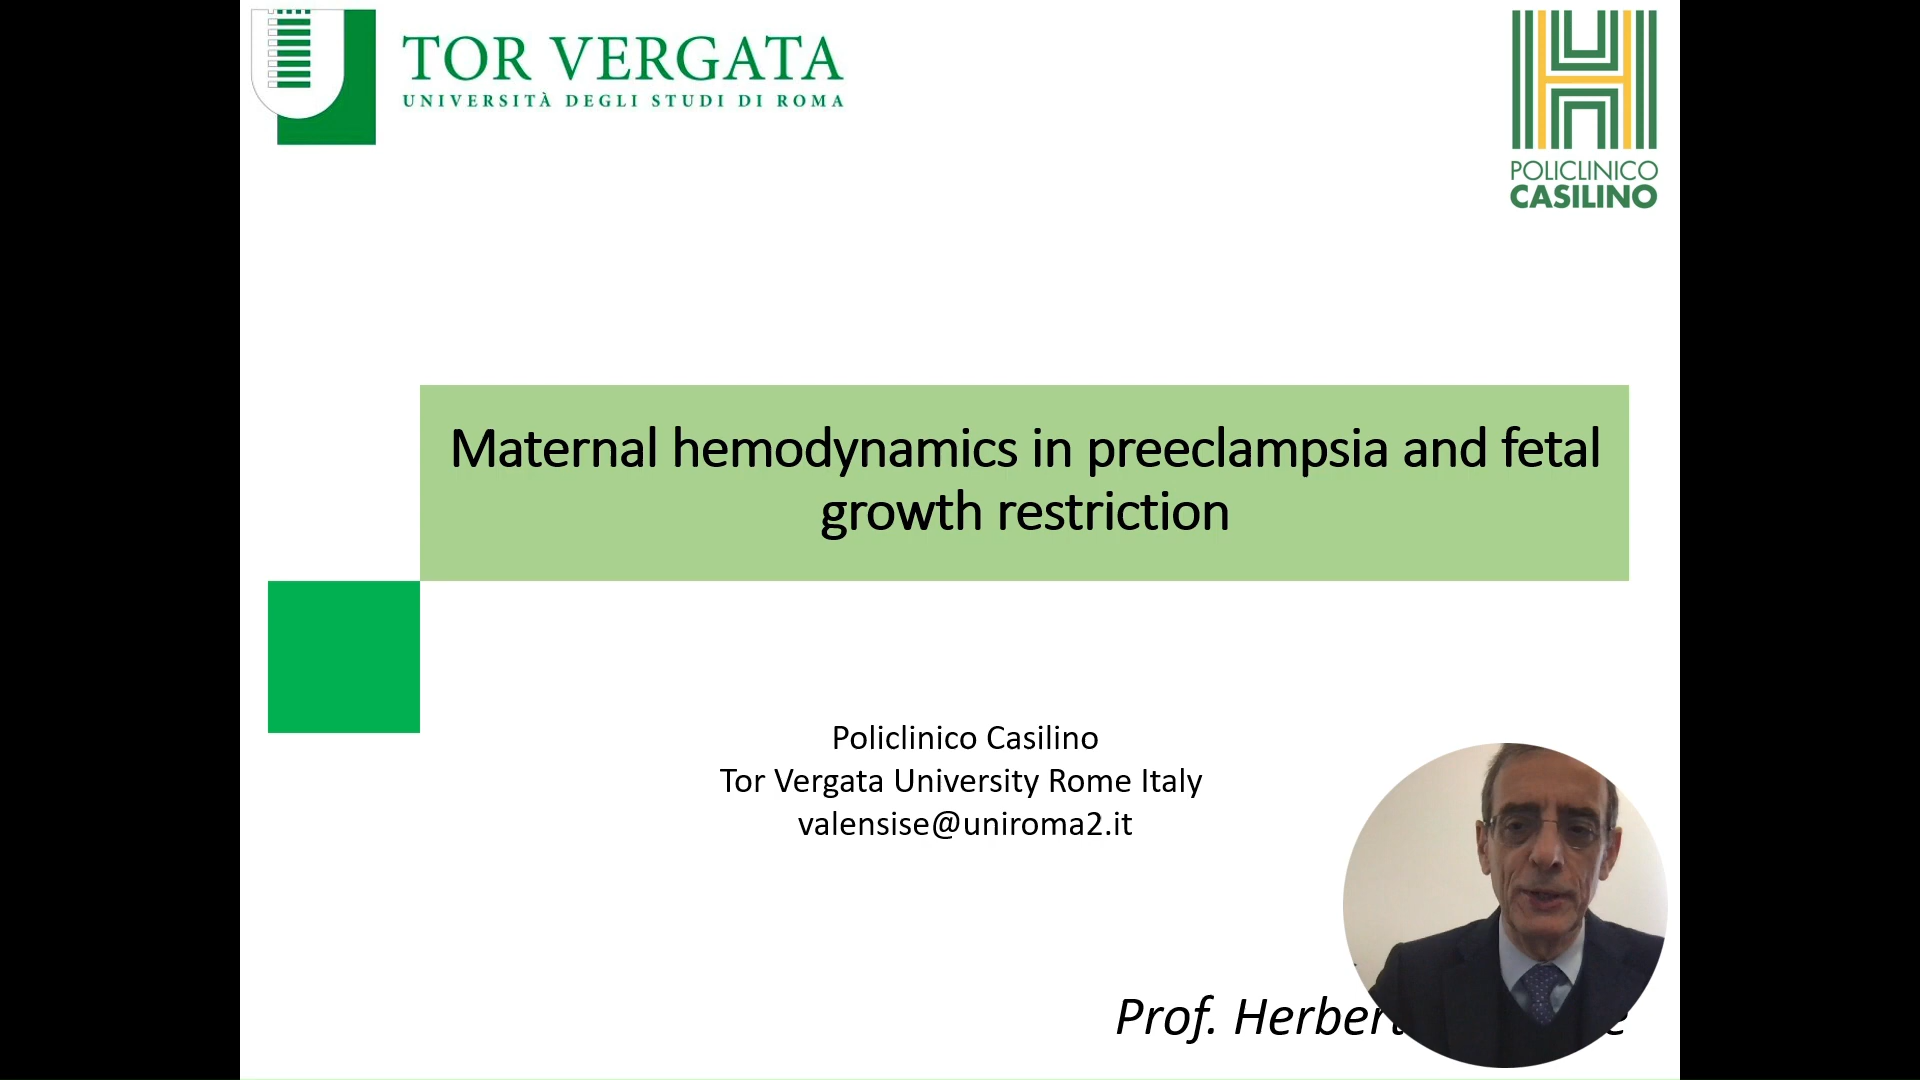 TOR VERGATA
UNIVERSITÀ DEGLI STUDI DI ROMA
POLICLINICO
CASILINO
Maternal hemodynamics in preeclampsia and fetal
growth restriction
Policlinico Casilino
Tor Vergata University Rome Italy
valensise@uniroma2.it
Prof.